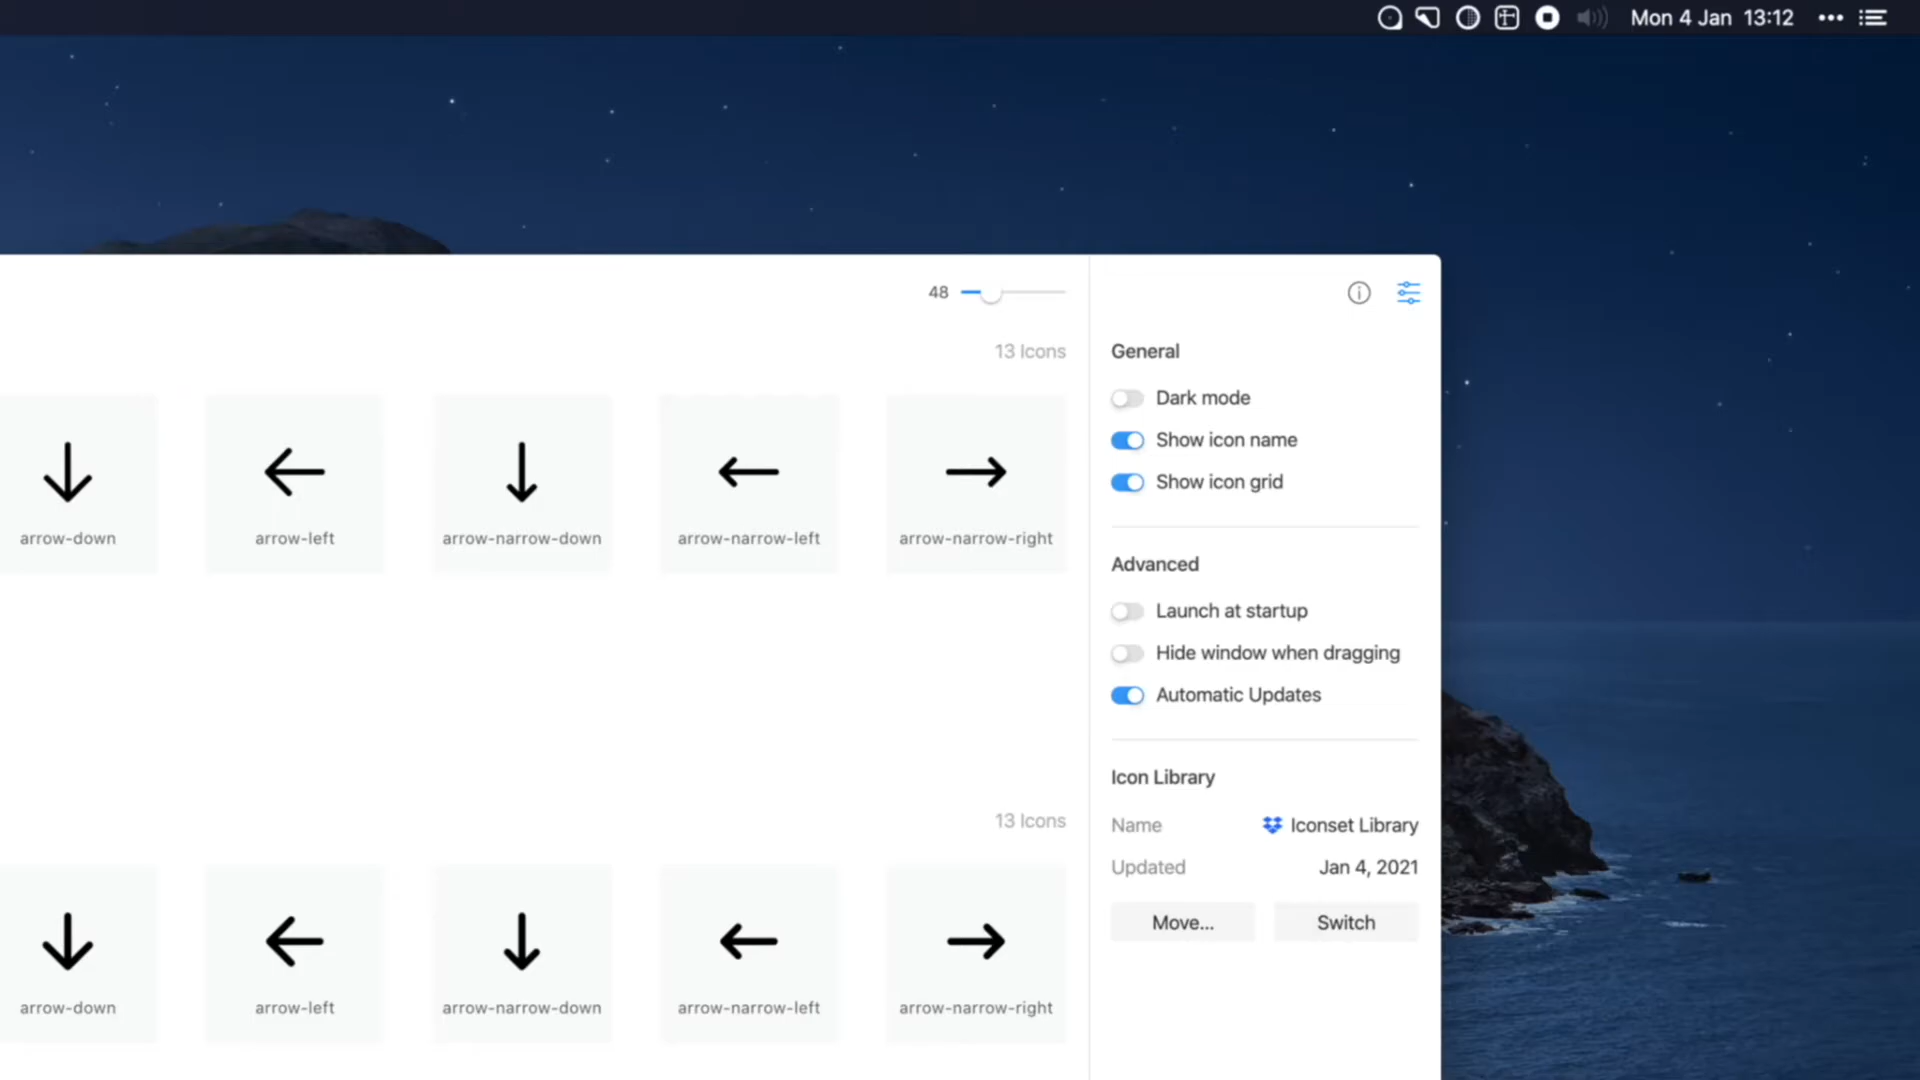 Mon 4 Jan 13:12
48
13 Icons
arrow-down
arrow-left
arrow-narrow-down
arrow-narrow-left
arrow-narrow-right
13 Icons
arrow-down
arrow-left
arrow-narrow-down
arrow-narrow-left
arrow-narrow-right
General
Dark mode
Show icon name
Show icon grid
Advanced
Launch at startup
Hide window when dragging
Automatic Updates
Icon Library
Name Iconset Library
Updated Jan 4, 2021
Move... Switch